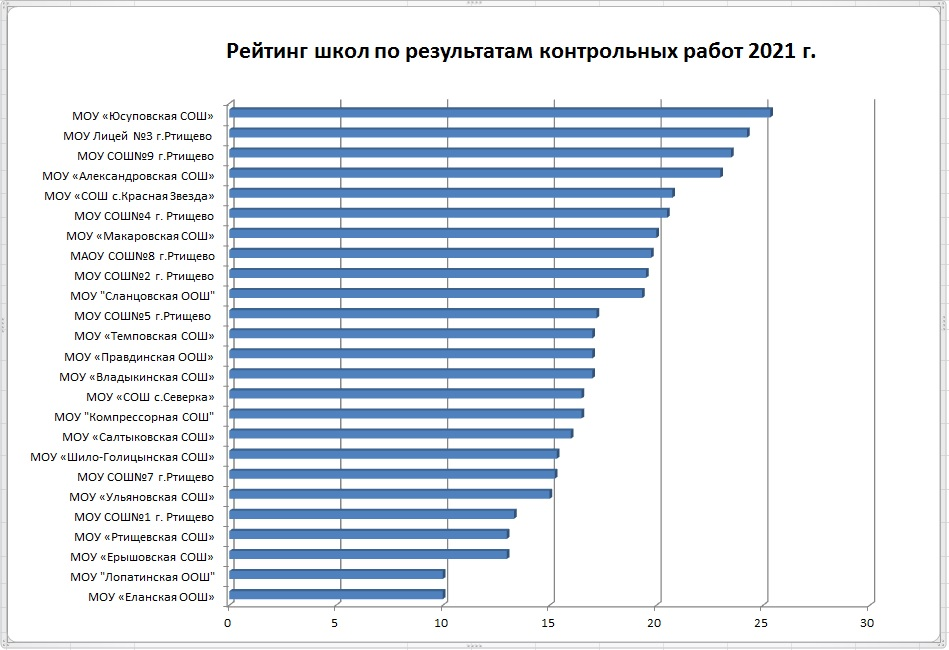 Рейтинг школ по результатам контрольных работ 2021 г.
МОУ «Юсуповская СОШ»
МОУ Лицей №3 г.Ртищево
МОУ СОШ№9 г.Ртищево
МОУ «Александровская СОШ»
МОУ «СОШ с.Красная Звезда»
МОУ СОШ№4 г. Ртищево
МОУ «Макаровская СОШ»
МАОУ СОШ№8 г.Ртищево
МОУ СОШ№2 г. Ртищево
МОУ "Сланцовская ООШ"
МОУ СОШ№5 г.Ртищево
МОУ «Темповская СОШ»
МОУ «Правдинская ООШ»
МОУ «Владыкинская СОШ»
МОУ «СОШ с.Северка»
МОУ "Компрессорная СОШ"
МОУ «Салтыковская СОШ»
МОУ «Шило-Голицынская СОШ»
МОУ СОШ№7 г.Ртищево
МОУ «Ульяновская СОШ»
МОУ СОШ№1 г. Ртищево
МОУ «Ртищевская СОШ»
МОУ «Ерышовская СОШ»
МОУ "Лопатинская ООШ"
МОУ «Еланская ООШ»
0 5 10 15 20 25 30